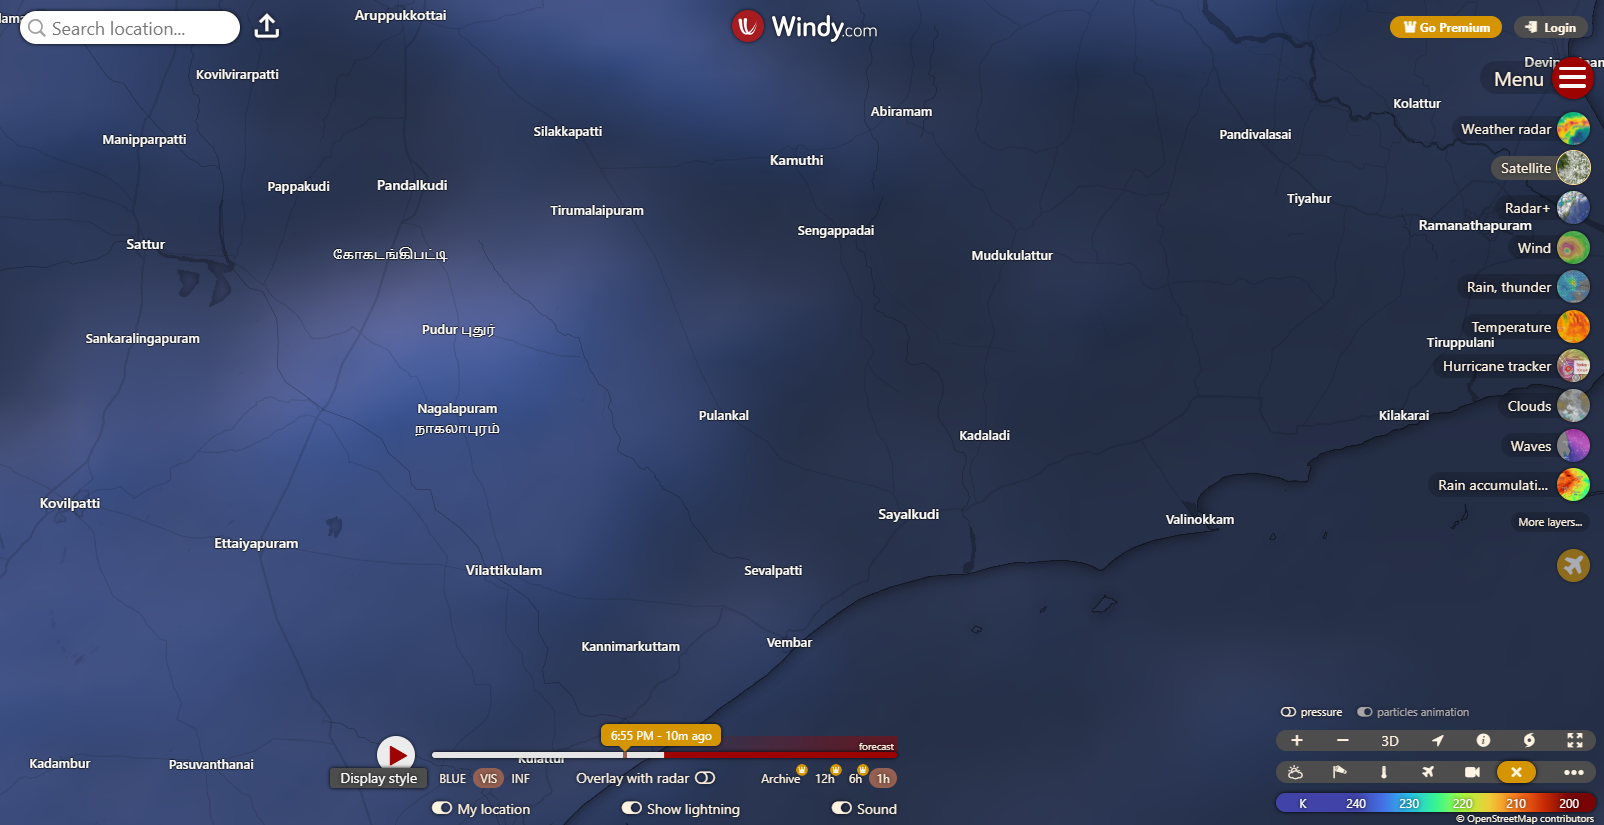 Aruppukkottai
Search location...
Windy.com
Go Premium
Login
Kovilvirarpatti
Menu
Kolattur
Abiramam
Weather radar
Silakkapatti
Pandivalasai
Manipparpatti
Kamuthi
Satellite
Pappakudi
Pandalkudi
Tiyahur
Radar+
Tirumalaipuram
Ramanathapuram
Sengappadai
Sattur
Wind
கோகடங்கிபட்டி
Mudukulattur
Rain, thunder
Temperature
Pudur புதூர்
Sankaralingapuram
Tiruppulani
Hurricane tracker
Clouds
Nagalapuram
நாகலாபுரம்
Pulankal
Kilakarai
Kadaladi
Waves
Rain accumulati...
Kovilpatti
Sayalkudi
Valinokkam
More layers...
Ettaiyapuram
Vilattikulam
Sevalpatti
Kannimarkuttam
Vembar
pressure
particles animation
6:55 PM - 10m ago
forecast
3D
Kadambur
Pasuvanthanai
Display style
BLUE
VIS
INF
Overlay with radar
Archive
12h
6h
1h
My location
Show lightning
Sound
K 240 230 220 210 200
© OpenStreetMap contributors